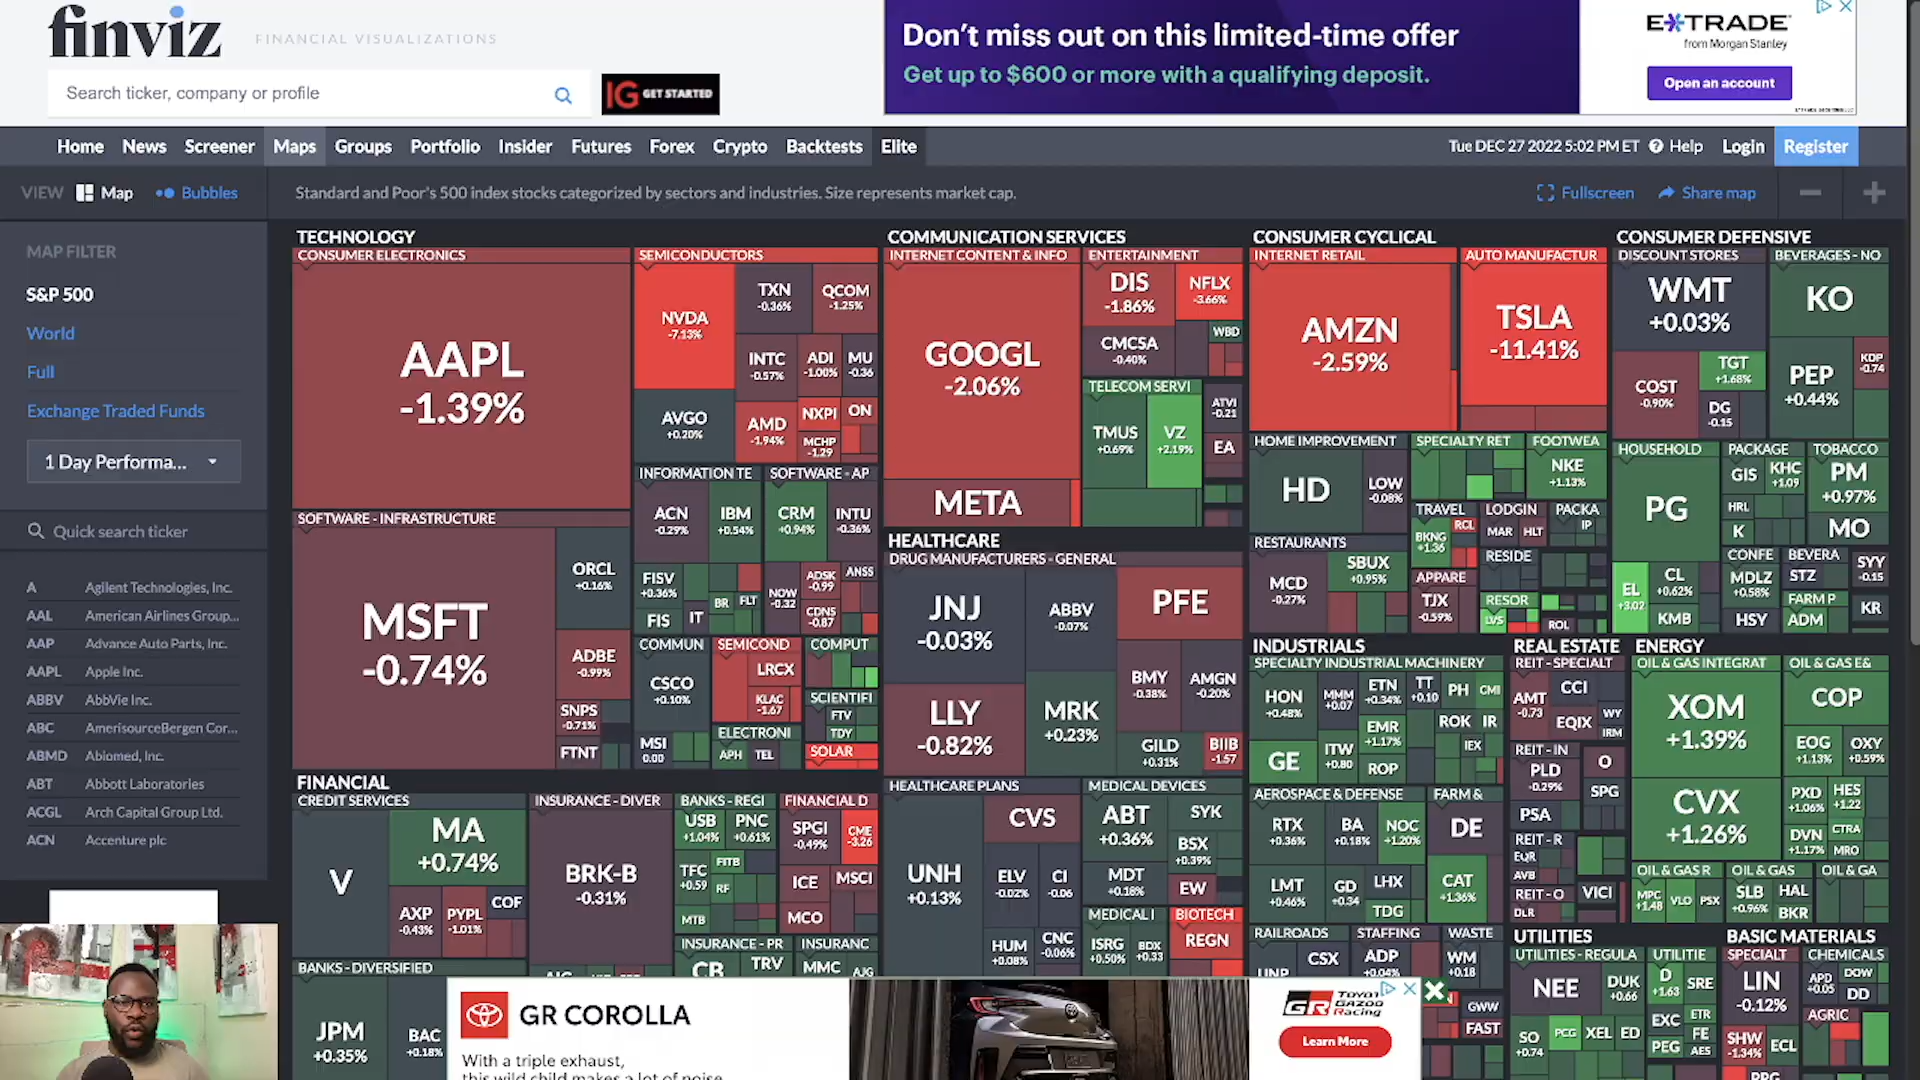 finviz
FINANCIAL VISUALIZATIONS
Search ticker, company or profile
IG GET STARTED
Don't miss out on this limited-time offer
Get up to $600 or more with a qualifying deposit.
E*TRADE
from Morgan Stanley
Open an account
Home News Screener Maps Groups Portfolio Insider Futures Forex Crypto Backtests Elite
Tue DEC 27 2022 5:02 PM ET Help Login Register
VIEW Map Bubbles
Standard and Poor's 500 index stocks categorized by sectors and industries. Size represents market cap.
Fullscreen Share map
MAP FILTER
S&P 500
World
Full
Exchange Traded Funds
1 Day Performa...
Quick search ticker
A Agilent Technologies, Inc.
AAL American Airlines Group...
AAP Advance Auto Parts, Inc.
AAPL Apple Inc.
ABBV AbbVie Inc.
ABC AmerisourceBergen Cor...
ABMD Abiomed, Inc.
ABT Abbott Laboratories
ACGL Arch Capital Group Ltd.
ACN Accenture plc
TECHNOLOGY
CONSUMER ELECTRONICS
AAPL
-1.39%
SEMICONDUCTORS
NVDA
-7.13%
TXN
-0.36%
QCOM
-1.25%
INTC
-0.57%
ADI
-1.00%
MU
-0.36
AVGO
+0.20%
AMD
-1.94%
NXPI
ON
MCHP
-1.29
SOFTWARE - INFRASTRUCTURE
MSFT
-0.74%
ORCL
+0.16%
ADBE
-0.99%
SNPS
-0.71%
FTNT
INFORMATION TE
ACN
-0.29%
IBM
+0.54%
FISV
+0.36%
FIS
IT
BR
FLT
SOFTWARE - AP
CRM
+0.94%
INTU
-0.36%
NOW
-0.32
ADSK
-0.99
ANSS
CDNS
-0.87
COMMUN
CSCO
+0.10%
MSI
0.00
SEMICOND
LRCX
KLAC
-1.67
COMPUT
SCIENTIFI
FTV
TDY
ELECTRONI
APH
TEL
SOLAR
COMMUNICATION SERVICES
INTERNET CONTENT & INFO
GOOGL
-2.06%
META
ENTERTAINMENT
DIS
-1.86%
NFLX
-3.66%
CMCSA
-0.40%
WBD
TELECOM SERVI
TMUS
+0.69%
VZ
+2.19%
ATVI
-0.21
EA
CONSUMER CYCLICAL
INTERNET RETAIL
AMZN
-2.59%
AUTO MANUFACTUR
TSLA
-11.41%
HOME IMPROVEMENT
HD
LOW
-0.08%
SPECIALTY RET
FOOTWEA
NKE
+1.13%
RESTAURANTS
MCD
-0.27%
SBUX
+0.95%
TRAVEL
BKNG
+1.36
RCL
LODGIN
MAR
HLT
PACKA
IP
RESIDE
APPARE
TJX
-0.59%
RESOR
LVS
ROL
CONSUMER DEFENSIVE
DISCOUNT STORES
WMT
+0.03%
COST
-0.90%
TGT
+1.68%
DG
-0.15
BEVERAGES - NO
KO
PEP
+0.44%
KDP
-0.74
HOUSEHOLD
PG
EL
+3.02
CL
+0.62%
KMB
PACKAGE
GIS
KHC
+1.09
HRL
K
TOBACCO
PM
+0.97%
MO
CONFE
MDLZ
+0.58%
HSY
BEVERA
STZ
FARM P
ADM
SYY
-0.15
KR
HEALTHCARE
DRUG MANUFACTURERS - GENERAL
JNJ
-0.03%
ABBV
-0.07%
PFE
LLY
-0.82%
MRK
+0.23%
BMY
-0.38%
AMGN
-0.20%
GILD
+0.31%
BIIB
-1.57
HEALTHCARE PLANS
UNH
+0.13%
CVS
ELV
-0.02%
CI
-0.06
HUM
+0.08%
CNC
-0.06%
MEDICAL DEVICES
ABT
+0.36%
SYK
MDT
+0.18%
BSX
+0.39%
EW
MEDICAL I
ISRG
+0.50%
BDX
+0.33
BIOTECH
REGN
FINANCIAL
CREDIT SERVICES
V
MA
+0.74%
AXP
-0.43%
PYPL
-1.01%
COF
INSURANCE - DIVER
BRK-B
-0.31%
BANKS - REGI
USB
+1.04%
PNC
+0.61%
TFC
+0.59
FITB
RF
MTB
FINANCIAL D
SPGI
-0.49%
CME
-3.26
ICE
MSCI
MCO
INSURANCE - PR
CB
TRV
INSURANC
MMC
AJG
BANKS - DIVERSIFIED
JPM
+0.35%
BAC
+0.18%
INDUSTRIALS
SPECIALTY INDUSTRIAL MACHINERY
HON
+0.48%
MMM
+0.07
ETN
+0.34%
TT
+0.10
PH
CMI
GE
ITW
+0.80
EMR
+1.17%
ROP
ROK
IR
IEX
AEROSPACE & DEFENSE
RTX
+0.36%
BA
+0.18%
NOC
+1.20%
LMT
+0.46%
GD
+0.34
LHX
TDG
FARM &
DE
CAT
+1.36%
RAILROADS
UNP
CSX
STAFFING
ADP
+0.04%
WASTE
WM
+0.18
GWW
FAST
REAL ESTATE
REIT - SPECIALT
AMT
-0.73
CCI
EQIX
WY
IRM
REIT - IN
PLD
-0.29%
PSA
O
SPG
REIT - R
EQR
AVB
REIT - O
DLR
VICI
ENERGY
OIL & GAS INTEGRAT
XOM
+1.39%
CVX
+1.26%
OIL & GAS E&
COP
EOG
+1.13%
OXY
+0.59%
PXD
+1.06%
HES
+1.22
DVN
+1.17%
CTRA
MRO
OIL & GAS R
MPC
+1.48
VLO
PSX
OIL & GAS
SLB
+0.96%
HAL
BKR
OIL & GA
UTILITIES
UTILITIES - REGULA
NEE
DUK
+0.66
SO
+0.74
PCG
XEL
ED
UTILITIE
D
+1.63
SRE
EXC
ETR
PEG
FE
AES
BASIC MATERIALS
SPECIALT
LIN
-0.12%
SHW
-1.34%
ECL
PPG
CHEMICALS
APD
+0.05
DOW
DD
AGRIC
GR COROLLA
With a triple exhaust,
this wild child makes a lot of noise
TOYOTA
GR GAZOO
Racing
Learn More